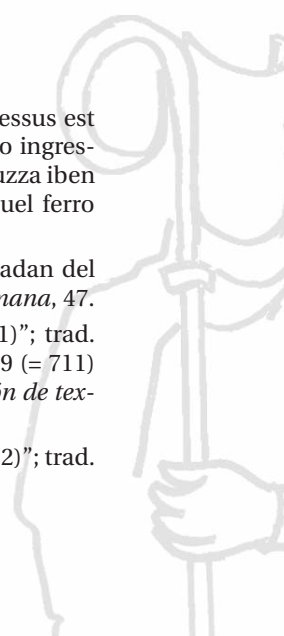 essus est
o ingres-
uzza iben
uel ferro
adan del
mana, 47.
1)”; trad.
9 (= 711)
ón de tex-
2)”; trad.